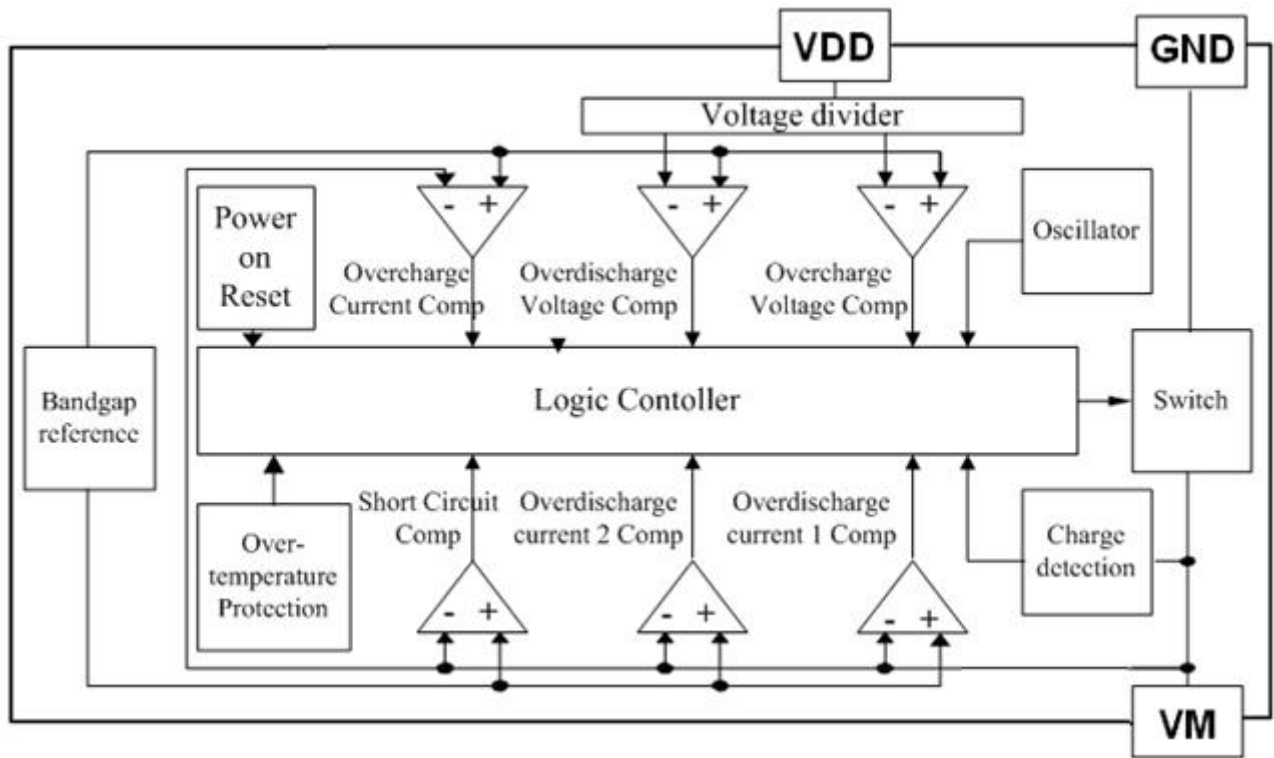 VDD
GND
Voltage divider
- +
- +
- +
Power
on
Reset
Oscillator
Overcharge
Current Comp
Overdischarge
Voltage Comp
Overcharge
Voltage Comp
Bandgap
reference
Logic Contoller
Switch
Short Circuit
Comp
Overdischarge
current 2 Comp
Overdischarge
current 1 Comp
Over-
temperature
Protection
Charge
detection
- +
- +
- +
VM